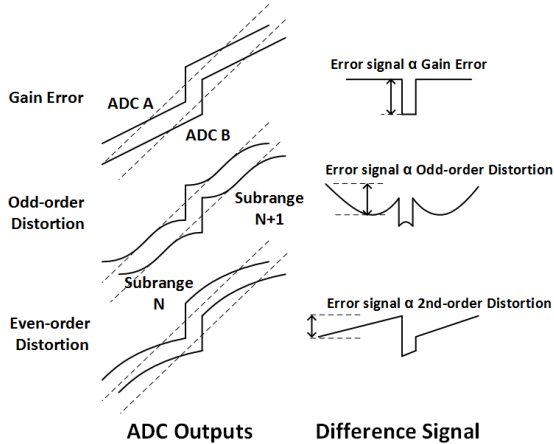 Error signal α Gain Error
Gain Error
ADC A
ADC B
Error signal α Odd-order Distortion
Odd-order
Distortion
Subrange
N+1
Subrange
N
Error signal α 2nd-order Distortion
Even-order
Distortion
ADC Outputs
Difference Signal